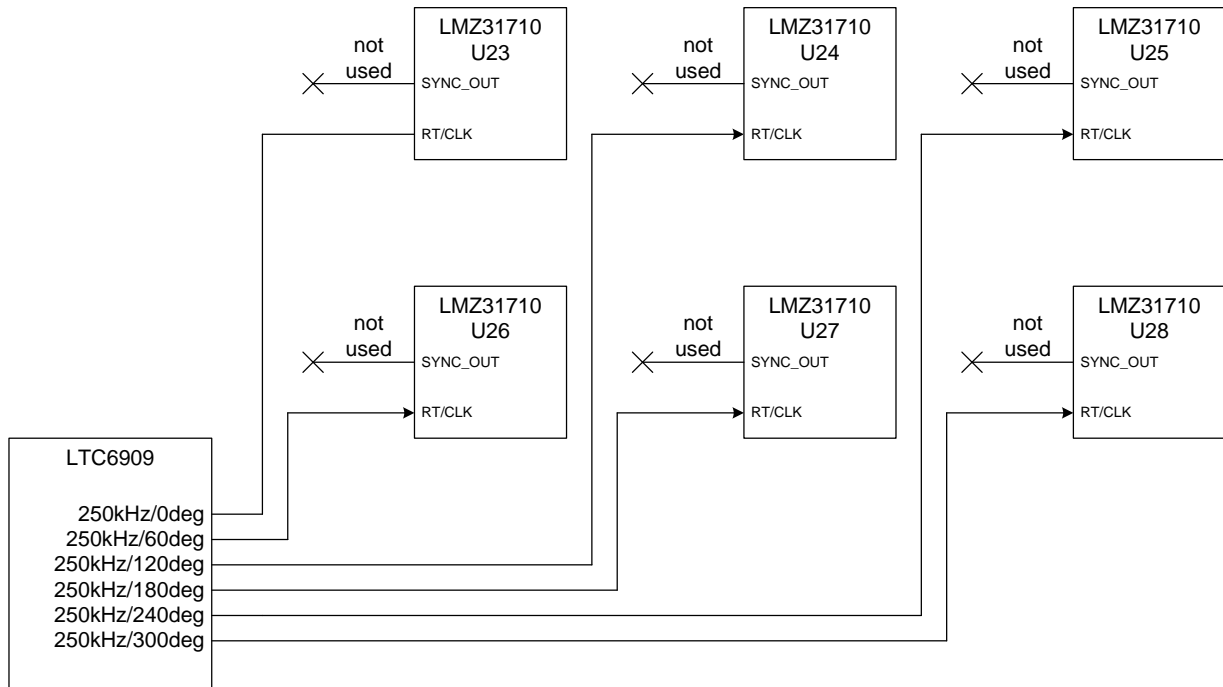 LMZ31710
U23
not
used
SYNC_OUT
RT/CLK
LMZ31710
U24
not
used
SYNC_OUT
RT/CLK
LMZ31710
U25
not
used
SYNC_OUT
RT/CLK
LMZ31710
U26
not
used
SYNC_OUT
RT/CLK
LMZ31710
U27
not
used
SYNC_OUT
RT/CLK
LMZ31710
U28
not
used
SYNC_OUT
RT/CLK
LTC6909
250kHz/0deg
250kHz/60deg
250kHz/120deg
250kHz/180deg
250kHz/240deg
250kHz/300deg